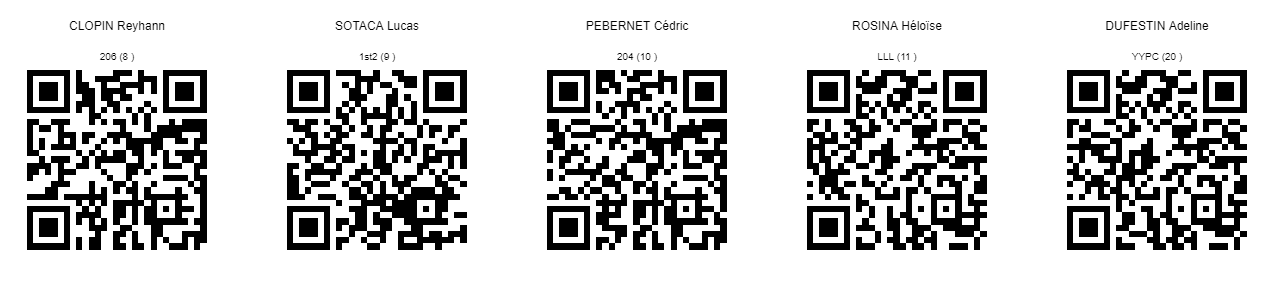 CLOPIN Reyhann
206 (8 )
SOTACA Lucas
1st2 (9 )
PEBERNET Cédric
204 (10 )
ROSINA Héloïse
LLL (11 )
DUFESTIN Adeline
YYPC (20 )